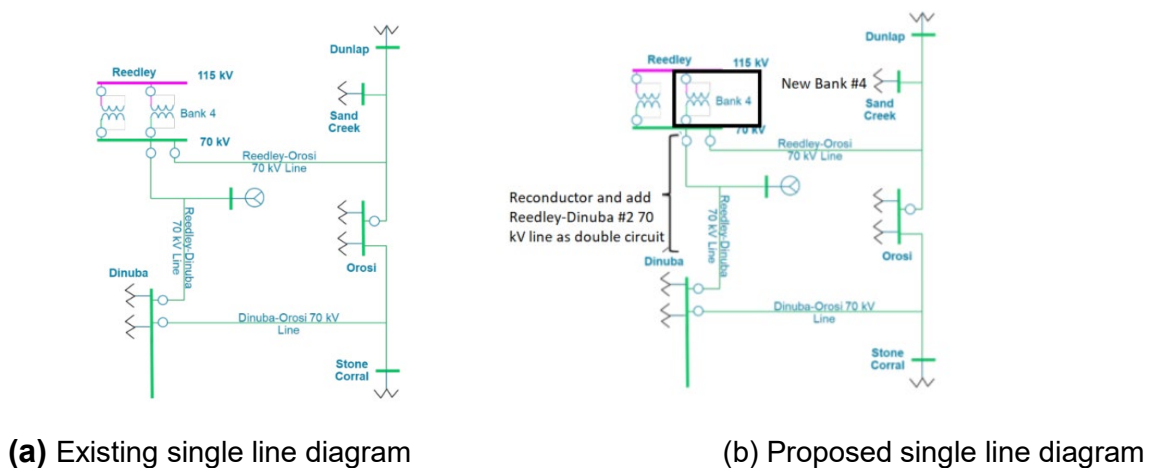 Dunlap
Reedley
115 kV
Bank 4
Sand
Creek
70 kV
Reedley-Orosi
70 kV Line
Reedley-Dinuba
70 kV Line
Orosi
Dinuba
Dinuba-Orosi 70 kV
Line
Stone
Corral
(a) Existing single line diagram
Dunlap
Reedley
115 kV
New Bank #4
Bank 4
Sand
Creek
70 kV
Reedley-Orosi
70 kV Line
Reconductor and add
Reedley-Dinuba #2 70
kV line as double circuit
Reedley-Dinuba
70 kV Line
Orosi
Dinuba
Dinuba-Orosi 70 kV
Line
Stone
Corral
(b) Proposed single line diagram